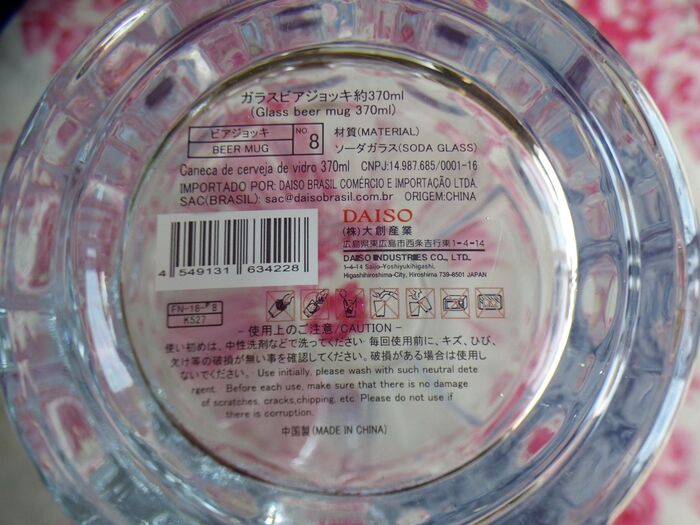 ガラスビアジョッキ約370ml
(Glass beer mug 370ml)
ビアジョッキ
BEER MUG
NO
8
材質(MATERIAL)
ソーダガラス(SODA GLASS)
Caneca de cerveja de vidro 370ml CNPJ:14.987.685/0001-16
IMPORTADO POR: DAISO BRASIL COMÉRCIO E IMPORTAÇÃO LTDA.
SAC(BRASIL): sac@daisobrasil.com.br ORIGEM:CHINA
DAISO
(株)大創産業
広島県東広島市西条吉行東1-4-14
DAISO INDUSTRIES CO., LTD.
1-4-14 Saijo-Yoshiyukihigashi,
Higashihiroshima-City, Hiroshima 739-8501 JAPAN
4 549131 634228
K527
- 使用上のご注意/CAUTION -
使い初めは、中性洗剤などで洗ってください 毎回使用前に、キズ、ひび、
欠け等の破損が無い事を確認してください。破損がある場合は使用し
ないでください。 Use initially, please wash with such neutral dete
rgent. Before each use, make sure that there is no damage
of scratches, cracks,chipping, etc. Please do not use if
there is corruption.
中国製(MADE IN CHINA)